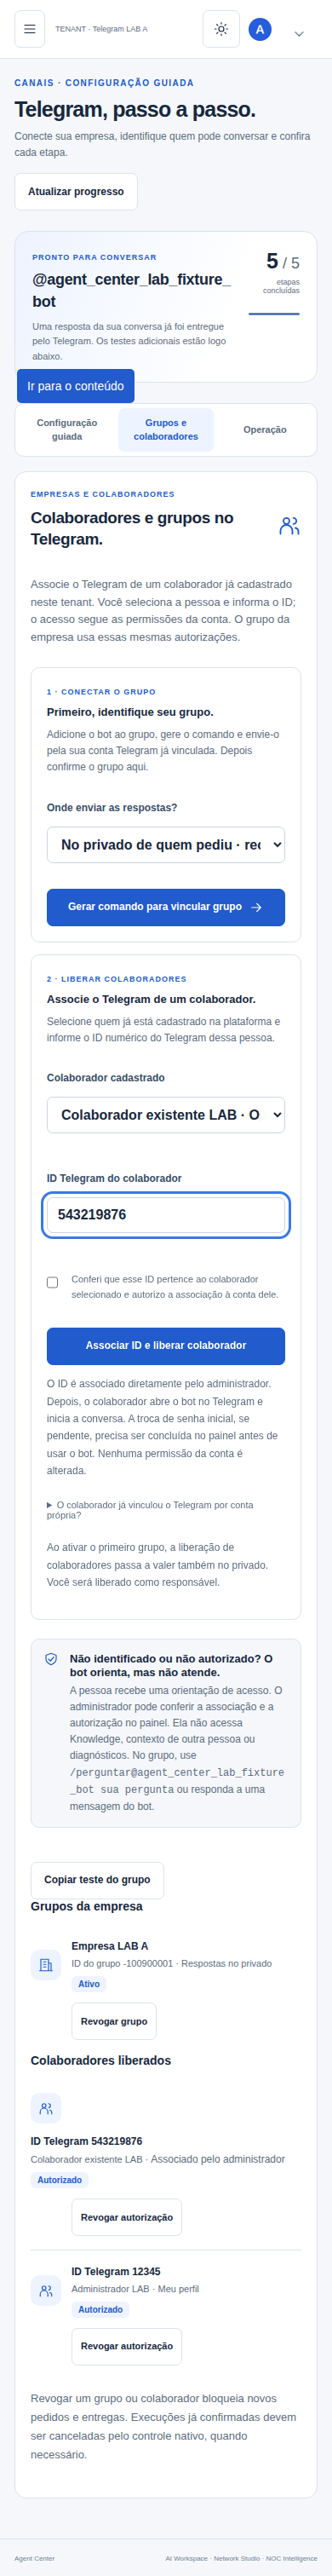 TENANT · Telegram LAB A
A
CANAIS · CONFIGURAÇÃO GUIADA
Telegram, passo a passo.
Conecte sua empresa, identifique quem pode conversar e confira
cada etapa.
Atualizar progresso
PRONTO PARA CONVERSAR
@agent_center_lab_fixture_
bot
Uma resposta da sua conversa já foi entregue
pelo Telegram. Os testes adicionais estão logo
abaixo.
5 / 5
etapas
concluídas
Ir para o conteúdo
Configuração
guiada
Grupos e
colaboradores
Operação
EMPRESAS E COLABORADORES
Colaboradores e grupos no
Telegram.
Associe o Telegram de um colaborador já cadastrado
neste tenant. Você seleciona a pessoa e informa o ID;
o acesso segue as permissões da conta. O grupo da
empresa usa essas mesmas autorizações.
1 · CONECTAR O GRUPO
Primeiro, identifique seu grupo.
Adicione o bot ao grupo, gere o comando e envie-o
pela sua conta Telegram já vinculada. Depois
confirme o grupo aqui.
Onde enviar as respostas?
No privado de quem pediu · rec
Gerar comando para vincular grupo
2 · LIBERAR COLABORADORES
Associe o Telegram de um colaborador.
Selecione quem já está cadastrado na plataforma e
informe o ID numérico do Telegram dessa pessoa.
Colaborador cadastrado
Colaborador existente LAB · O
ID Telegram do colaborador
543219876
Conferi que esse ID pertence ao colaborador
selecionado e autorizo a associação à conta dele.
Associar ID e liberar colaborador
O ID é associado diretamente pelo administrador.
Depois, o colaborador abre o bot no Telegram e
inicia a conversa. A troca de senha inicial, se
pendente, precisa ser concluída no painel antes de
usar o bot. Nenhuma permissão da conta é
alterada.
O colaborador já vinculou o Telegram por conta
própria?
Ao ativar o primeiro grupo, a liberação de
colaboradores passa a valer também no privado.
Você será liberado como responsável.
Não identificado ou não autorizado? O
bot orienta, mas não atende.
A pessoa recebe uma orientação de acesso. O
administrador pode conferir a associação e a
autorização no painel. Ela não acessa
Knowledge, contexto de outra pessoa ou
diagnósticos. No grupo, use
/perguntar@agent_center_lab_fixture
_bot sua pergunta ou responda a uma
mensagem do bot.
Copiar teste do grupo
Grupos da empresa
Empresa LAB A
ID do grupo -100900001 · Respostas no privado
Ativo
Revogar grupo
Colaboradores liberados
ID Telegram 543219876
Colaborador existente LAB · Associado pelo administrador
Autorizado
Revogar autorização
ID Telegram 12345
Administrador LAB · Meu perfil
Autorizado
Revogar autorização
Revogar um grupo ou colaborador bloqueia novos
pedidos e entregas. Execuções já confirmadas devem
ser canceladas pelo controle nativo, quando
necessário.
Agent Center
AI Workspace · Network Studio · NOC Intelligence